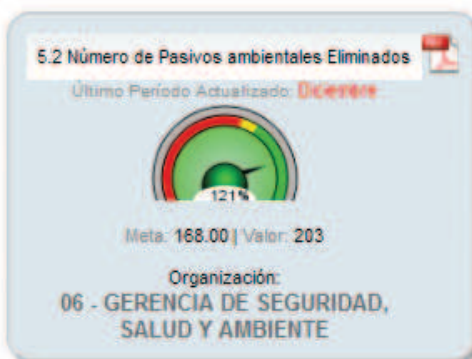 5.2 Número de Pasivos ambientales Eliminados
Último Período Actualizado: Diciembre
121%
Meta: 168.00 | Valor: 203
Organización:
06 - GERENCIA DE SEGURIDAD,
SALUD Y AMBIENTE